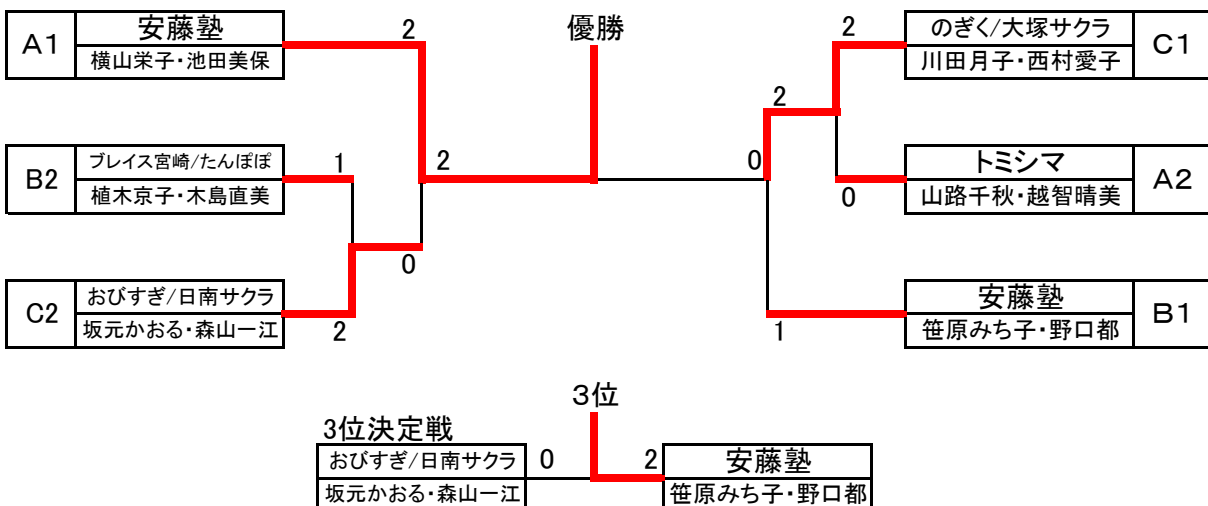 A1
安藤塾
横山栄子・池田美保
2
優勝
2
のぎく/大塚サクラ
川田月子・西村愛子
C1
2
B2
ブレイス宮崎/たんぽぽ
植木京子・木島直美
1
2
0
トミシマ
山路千秋・越智晴美
A2
0
0
C2
おびすぎ/日南サクラ
坂元かおる・森山一江
2
安藤塾
笹原みち子・野口都
B1
1
3位
3位決定戦
おびすぎ/日南サクラ
坂元かおる・森山一江
0
2
安藤塾
笹原みち子・野口都